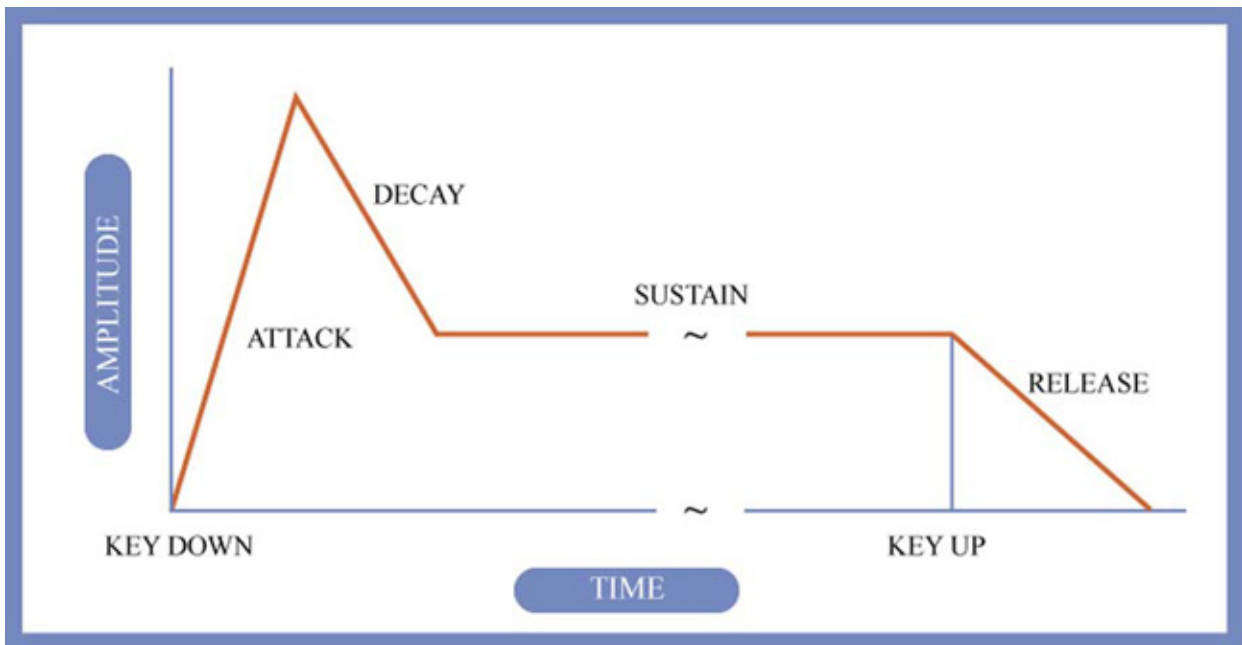 DECAY
SUSTAIN
~
ATTACK
AMPLITUDE
RELEASE
~
KEY DOWN
KEY UP
TIME